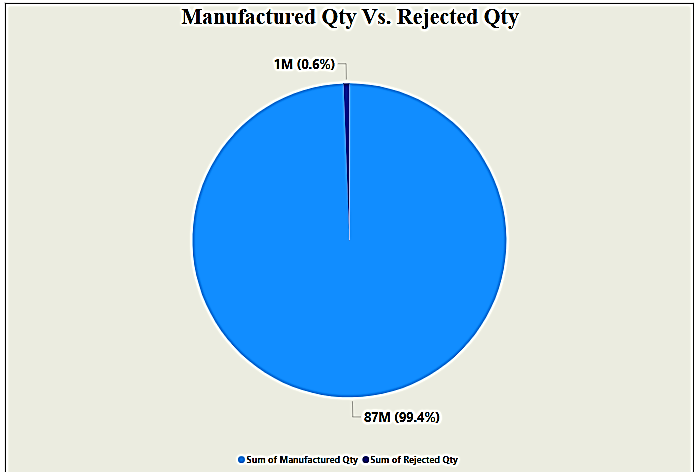 Manufactured Qty Vs. Rejected Qty
1M (0.6%)
87M (99.4%)
Sum of Manufactured Qty Sum of Rejected Qty